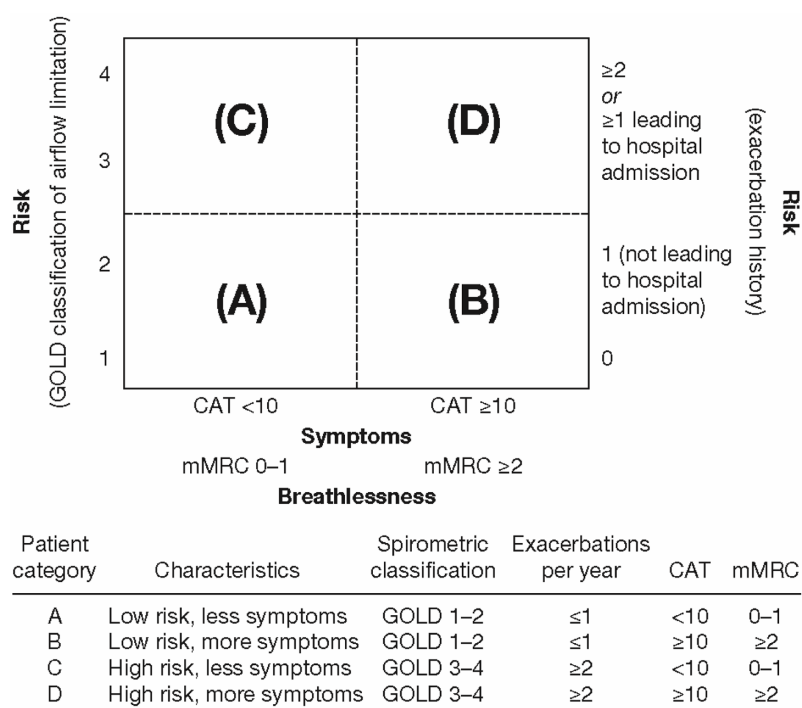 Risk
(GOLD classification of airflow limitation)
4
3
2
1
(C)
(D)
(A)
(B)
≥2
or
≥1 leading
to hospital
admission
1 (not leading
to hospital
admission)
0
Risk
(exacerbation history)
CAT <10
CAT ≥10
Symptoms
mMRC 0–1
mMRC ≥2
Breathlessness
Patient category
Characteristics
Spirometric classification
Exacerbations per year
CAT
mMRC
A Low risk, less symptoms GOLD 1–2 ≤1 <10 0–1
B Low risk, more symptoms GOLD 1–2 ≤1 ≥10 ≥2
C High risk, less symptoms GOLD 3–4 ≥2 <10 0–1
D High risk, more symptoms GOLD 3–4 ≥2 ≥10 ≥2